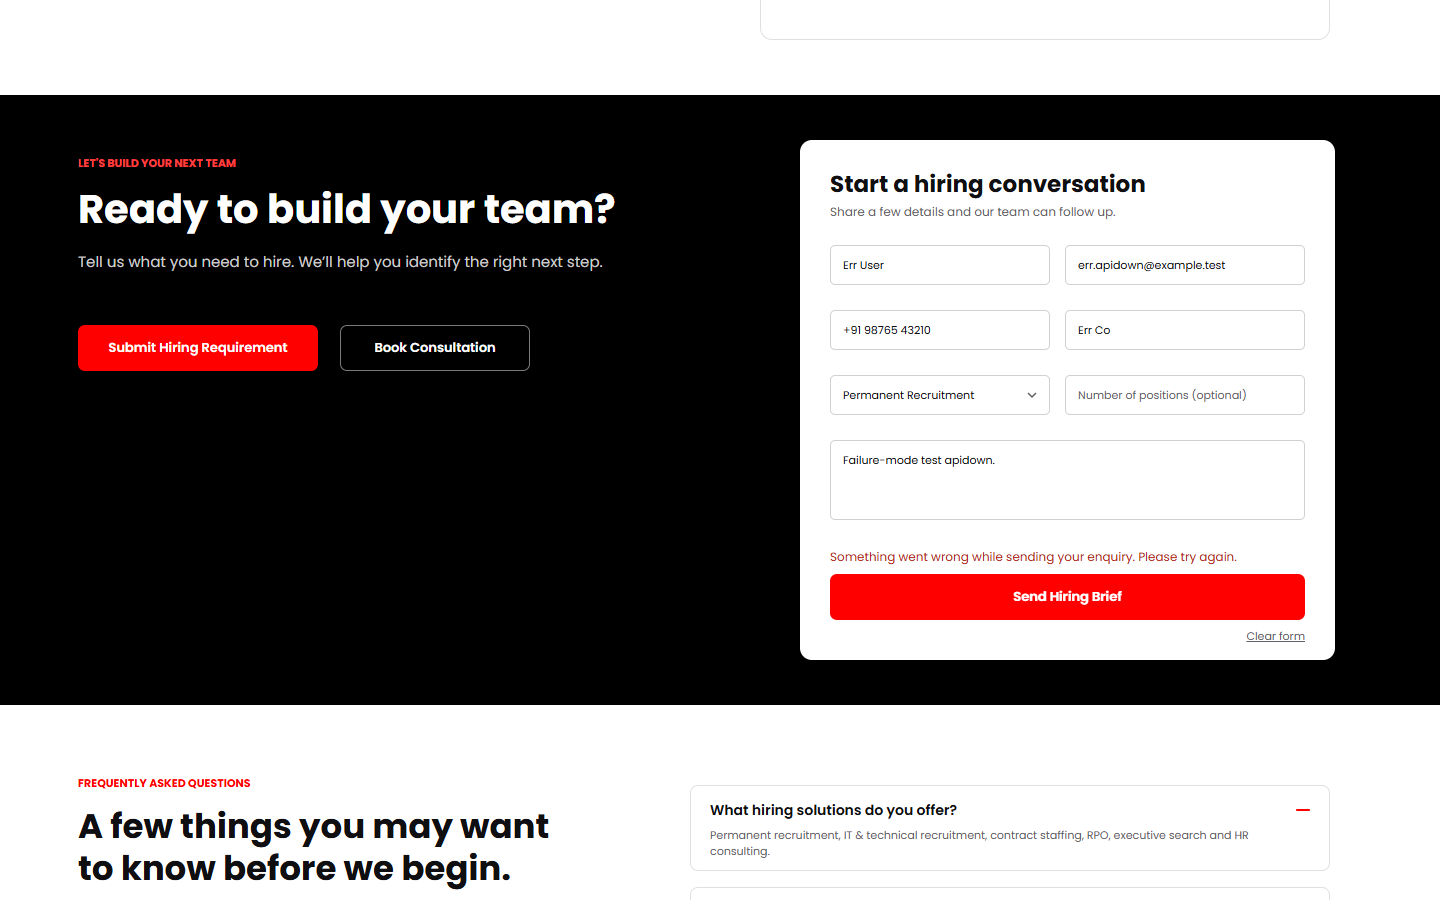 LET'S BUILD YOUR NEXT TEAM
Ready to build your team?
Tell us what you need to hire. We'll help you identify the right next step.
Submit Hiring Requirement
Book Consultation
Start a hiring conversation
Share a few details and our team can follow up.
Err User
err.apidown@example.test
+91 98765 43210
Err Co
Permanent Recruitment
Number of positions (optional)
Failure-mode test apidown.
Something went wrong while sending your enquiry. Please try again.
Send Hiring Brief
Clear form
FREQUENTLY ASKED QUESTIONS
A few things you may want
to know before we begin.
What hiring solutions do you offer?
Permanent recruitment, IT & technical recruitment, contract staffing, RPO, executive search and HR
consulting.